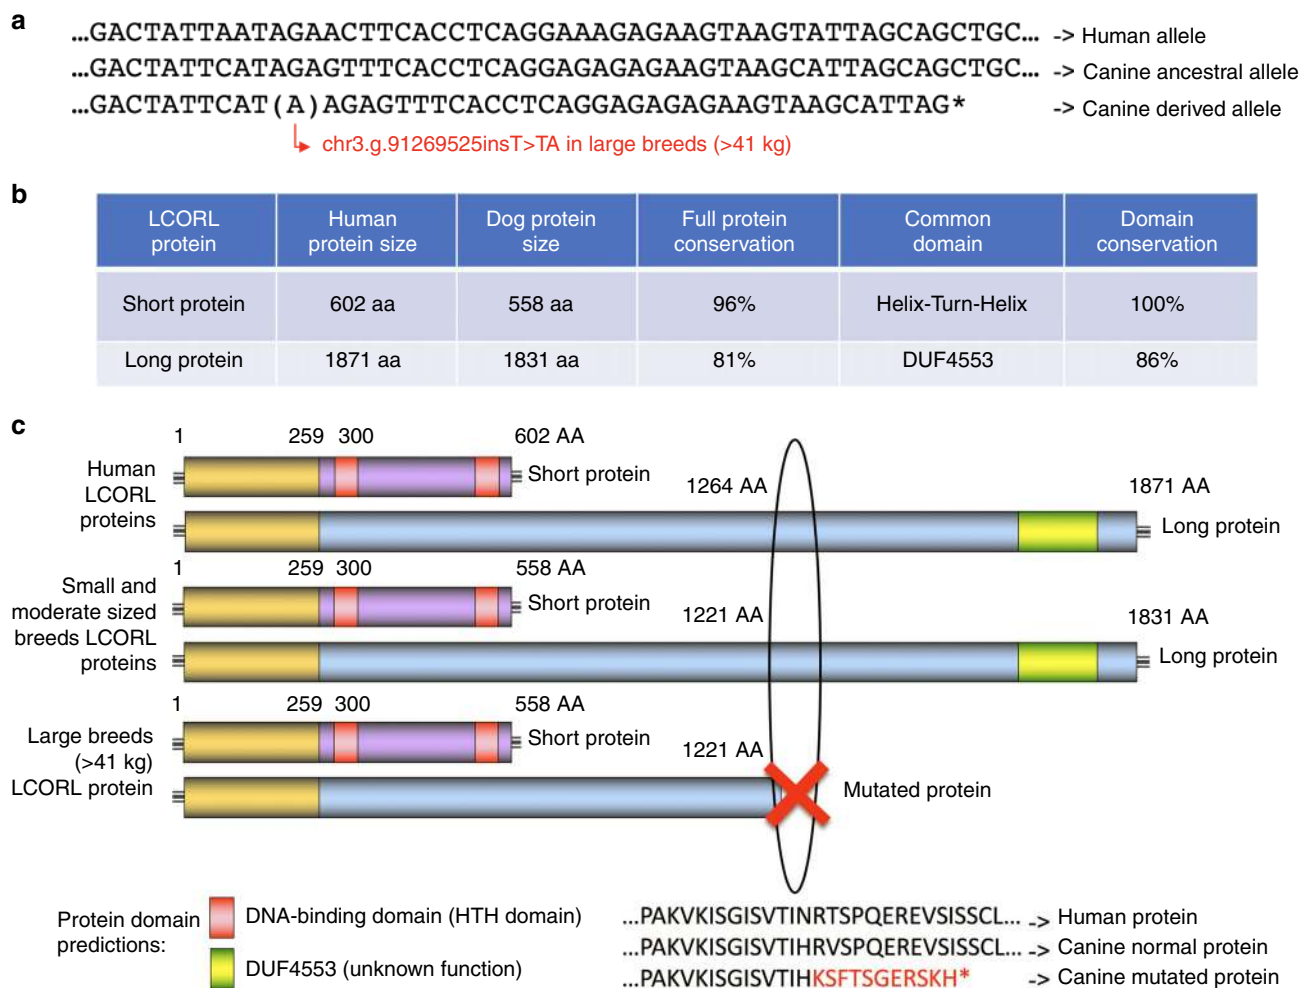 a
...GACTATTAATAGAACTTCACCTCAGGAAAGAGAAGTAAGTATTAGCAGCTGC... -> Human allele
...GACTATTCATAGAGTTTCACCTCAGGAGAGAGAAGTAAGCATTAGCAGCTGC... -> Canine ancestral allele
...GACTATTCAT(A)AGAGTTTCACCTCAGGAGAGAGAAGTAAGCATTAG* -> Canine derived allele
chr3.g.91269525insT>TA in large breeds (>41 kg)
b
LCORL protein Human protein size Dog protein size Full protein conservation Common domain Domain conservation
Short protein 602 aa 558 aa 96% Helix-Turn-Helix 100%
Long protein 1871 aa 1831 aa 81% DUF4553 86%
c
1 259 300 602 AA
Human LCORL proteins
Short protein
1264 AA 1871 AA
Long protein
1 259 300 558 AA
Small and moderate sized breeds LCORL proteins
Short protein
1221 AA 1831 AA
Long protein
1 259 300 558 AA
Large breeds (>41 kg) LCORL protein
Short protein
1221 AA
Mutated protein
Protein domain predictions:
DNA-binding domain (HTH domain)
DUF4553 (unknown function)
...PAKVKISGISVTINRTSPQEREVSISSCL... -> Human protein
...PAKVKISGISVTIHRVSPQEREVSISSCL... -> Canine normal protein
...PAKVKISGISVTIHKSFTSGERSKH* -> Canine mutated protein